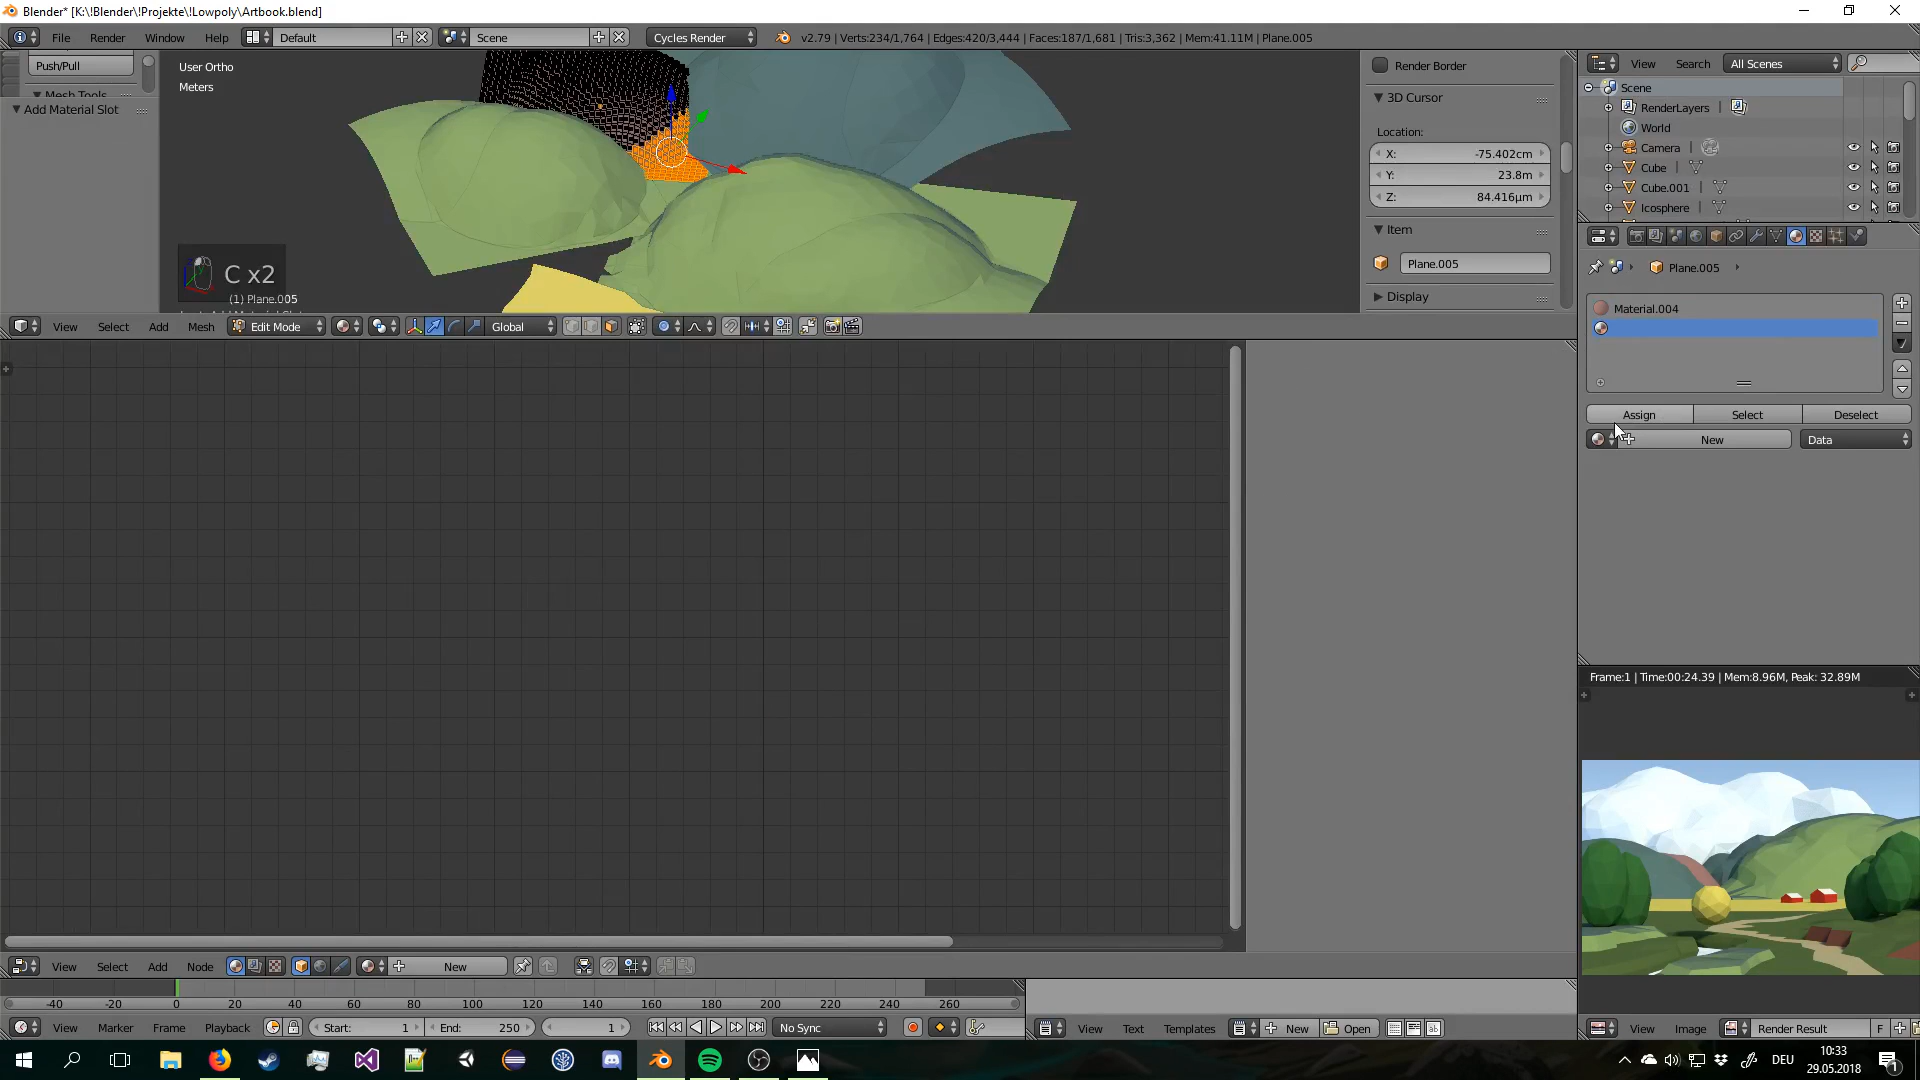 Blender* [K:\!Blender\!Projekte\!Lowpoly\Artbook.blend]
File Render Window Help Default Scene Cycles Render v2.79 | Verts:234/1,764 | Edges:420/3,444 | Faces:187/1,681 | Tris:3,362 | Mem:41.11M | Plane.005
Push/Pull
Mesh Tools
Add Material Slot
User Ortho
Meters
C x2
(1) Plane.005
Render Border
3D Cursor
Location:
X: -75.402cm
Y: 23.8m
Z: 84.416µm
Item
Plane.005
Display
View Search All Scenes
Scene
RenderLayers
World
Camera
Cube
Cube.001
Icosphere
Plane.005
Material.004
Assign Select Deselect
New Data
View Select Add Mesh Edit Mode Global
Frame:1 | Time:00:24.39 | Mem:8.96M, Peak: 32.89M
View Select Add Node New
-40 -20 0 20 40 60 80 100 120 140 160 180 200 220 240 260
View Marker Frame Playback Start: 1 End: 250 1 No Sync
View Text Templates New Open
View Image Render Result F
DEU
10:33
29.05.2018
1